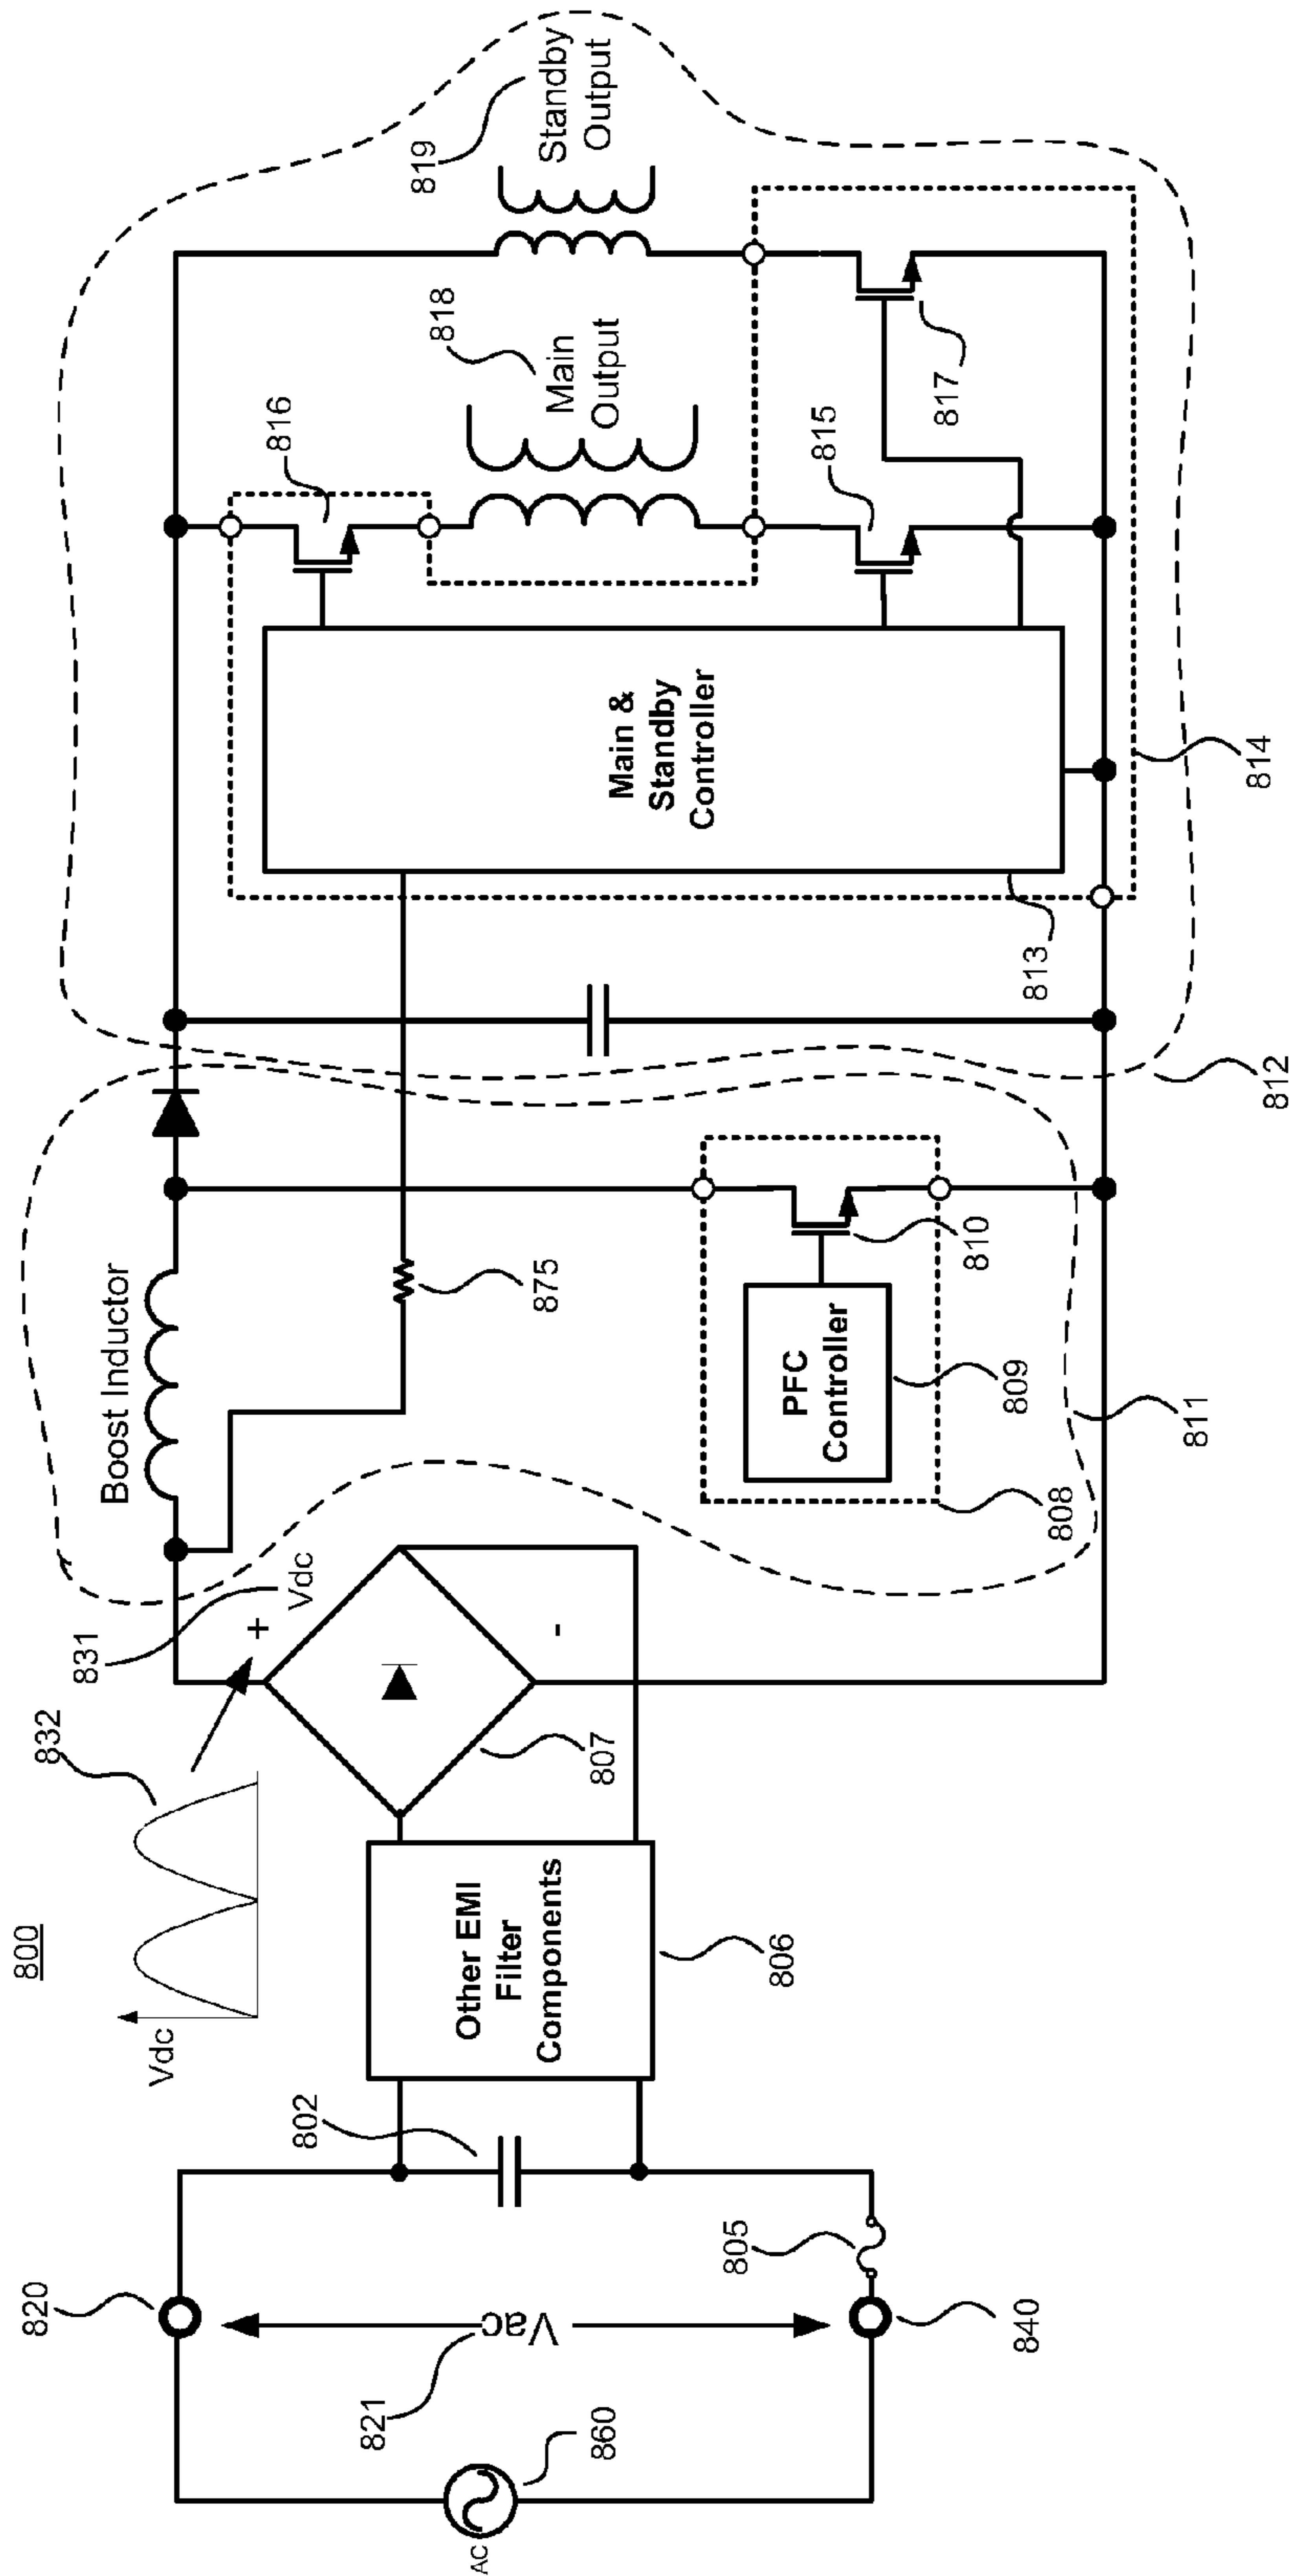 800
Vdc
832
831
Vdc
+
-
Boost Inductor
820
802
Other EMI
Filter
Components
806
807
AC
860
821
Vac
805
840
875
PFC
Controller
809
810
808
811
812
Main &
Standby
Controller
813
814
816
818
Main
Output
819
Standby
Output
815
817